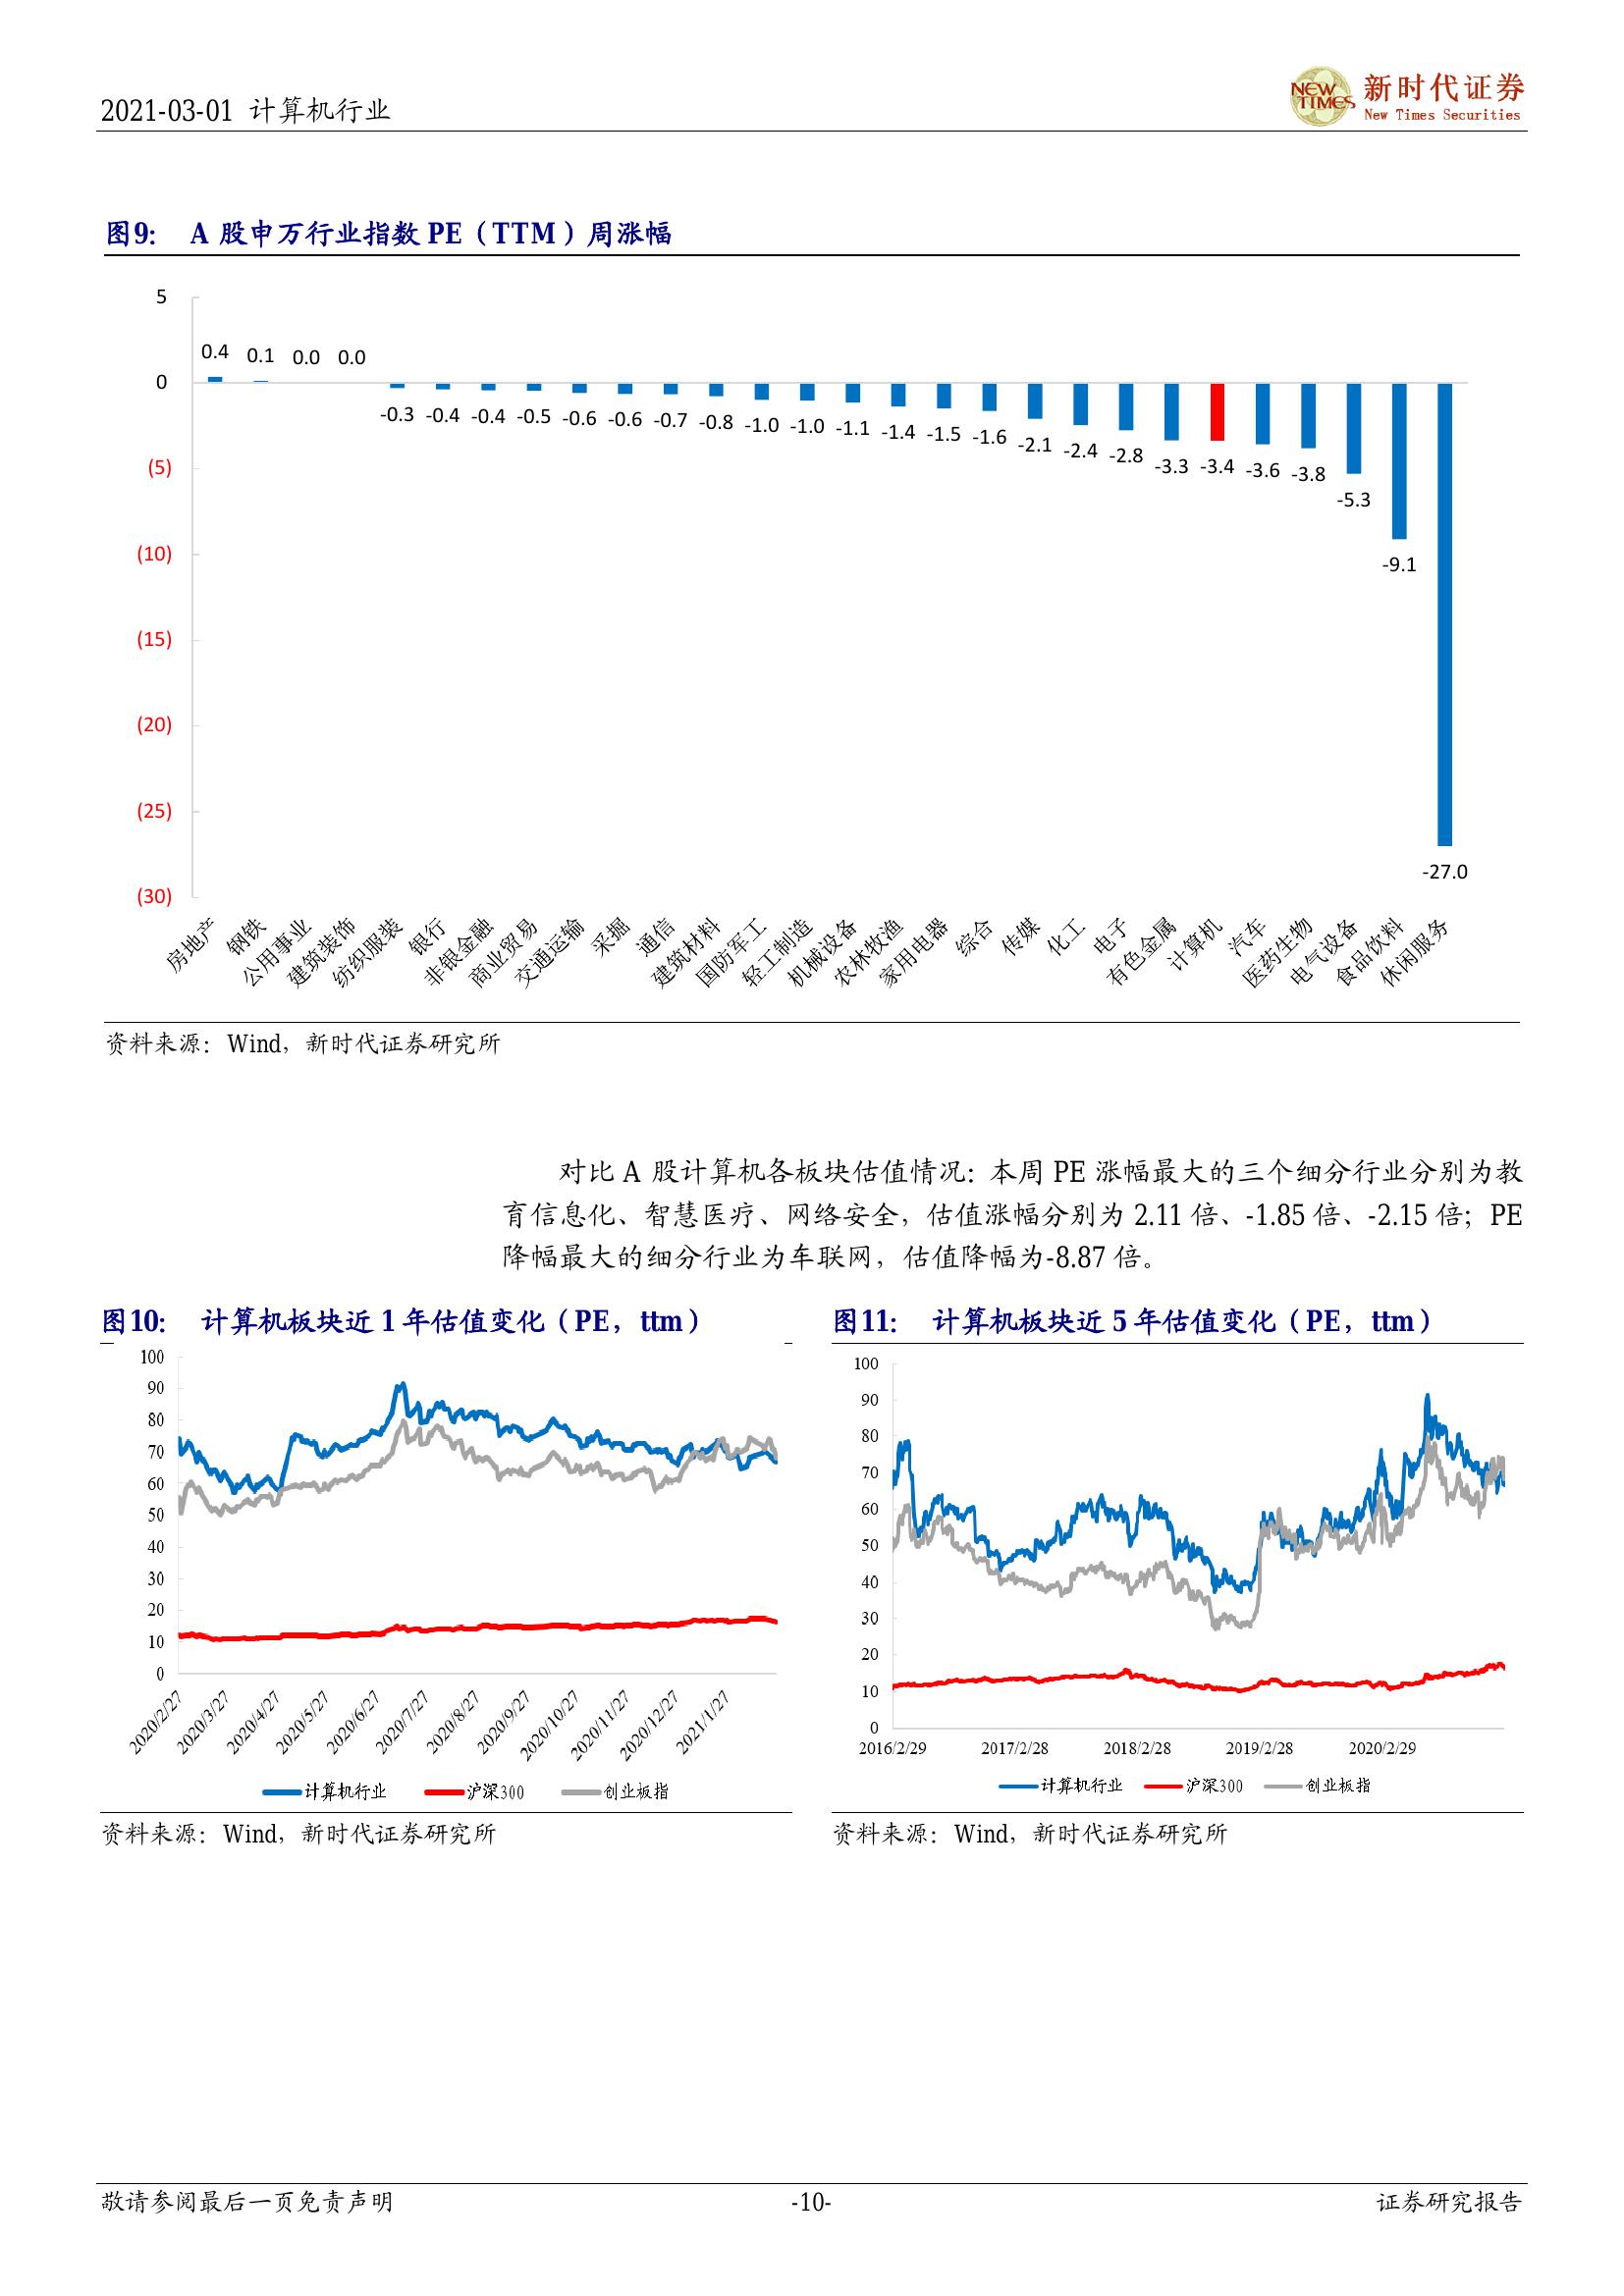 2021-03-01 计算机行业
NEW TIMES 新时代证券
New Times Securities
图9： A 股申万行业指数 PE（TTM）周涨幅
5
0
(5)
(10)
(15)
(20)
(25)
(30)
0.4 0.1 0.0 0.0 -0.3 -0.4 -0.4 -0.5 -0.6 -0.6 -0.7 -0.8 -1.0 -1.0 -1.1 -1.4 -1.5 -1.6 -2.1 -2.4 -2.8 -3.3 -3.4 -3.6 -3.8 -5.3 -9.1 -27.0
房地产 钢铁 公用事业 建筑装饰 纺织服装 银行 非银金融 商业贸易 交通运输 采掘 通信 建筑材料 国防军工 轻工制造 机械设备 农林牧渔 家用电器 综合 传媒 化工 电子 有色金属 计算机 汽车 医药生物 电气设备 食品饮料 休闲服务
资料来源：Wind，新时代证券研究所
对比 A 股计算机各板块估值情况：本周 PE 涨幅最大的三个细分行业分别为教
育信息化、智慧医疗、网络安全，估值涨幅分别为 2.11 倍、-1.85 倍、-2.15 倍；PE
降幅最大的细分行业为车联网，估值降幅为-8.87 倍。
图10： 计算机板块近 1 年估值变化（PE，ttm）
100
90
80
70
60
50
40
30
20
10
0
2020/2/27 2020/3/27 2020/4/27 2020/5/27 2020/6/27 2020/7/27 2020/8/27 2020/9/27 2020/10/27 2020/11/27 2020/12/27 2021/1/27
计算机行业 沪深300 创业板指
资料来源：Wind，新时代证券研究所
图11： 计算机板块近 5 年估值变化（PE，ttm）
100
90
80
70
60
50
40
30
20
10
0
2016/2/29 2017/2/28 2018/2/28 2019/2/28 2020/2/29
计算机行业 沪深300 创业板指
资料来源：Wind，新时代证券研究所
敬请参阅最后一页免责声明 -10- 证券研究报告